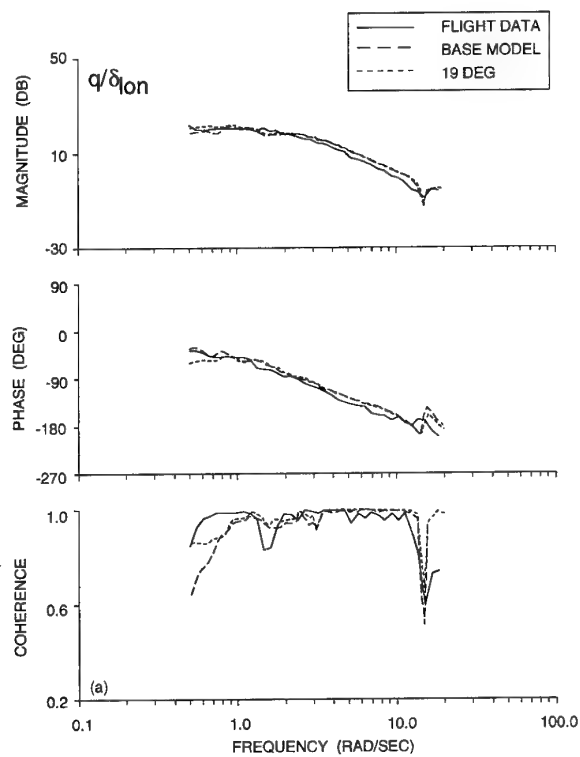 FLIGHT DATA
BASE MODEL
19 DEG
q/δlon
MAGNITUDE (DB)
50
10
-30
PHASE (DEG)
90
0
-90
-180
-270
COHERENCE
1.0
0.6
0.2
(a)
0.1
1.0
10.0
100.0
FREQUENCY (RAD/SEC)